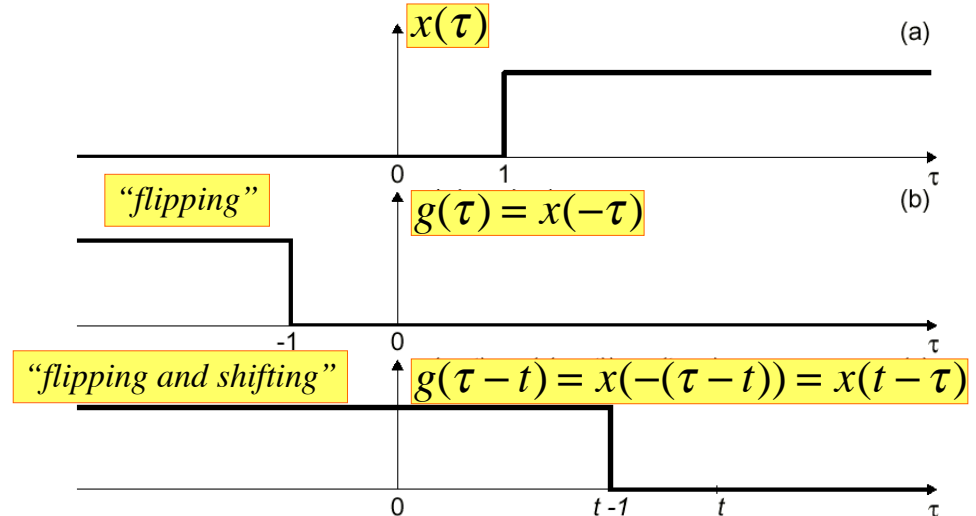 x(τ)
(a)
0 1 τ
“flipping”
g(τ) = x(−τ)
(b)
-1 0 τ
“flipping and shifting”
g(τ − t) = x(−(τ − t)) = x(t − τ)
0 t -1 t τ